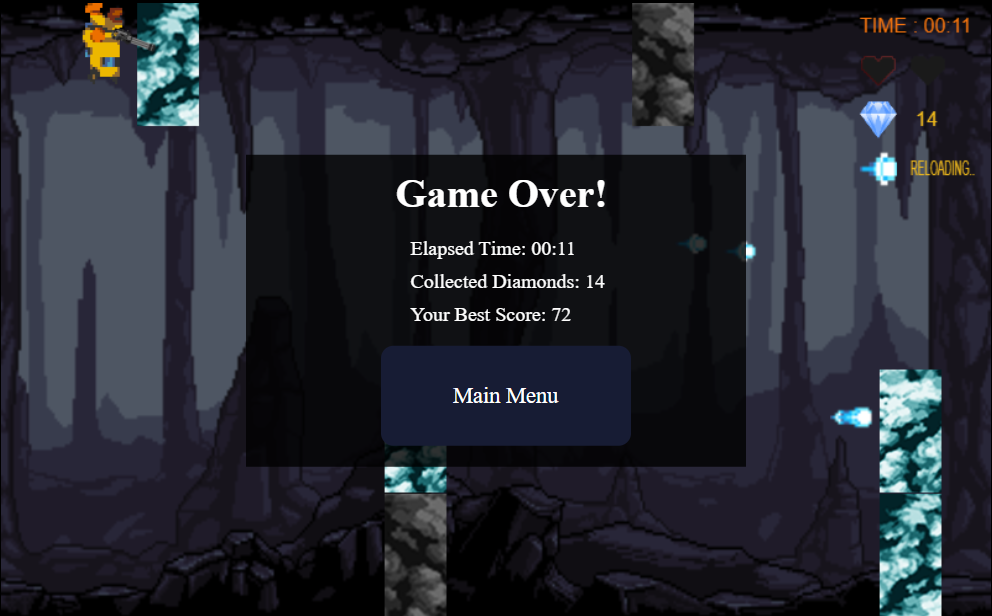 TIME : 00:11
14
RELOADING..
Game Over!
Elapsed Time: 00:11
Collected Diamonds: 14
Your Best Score: 72
Main Menu